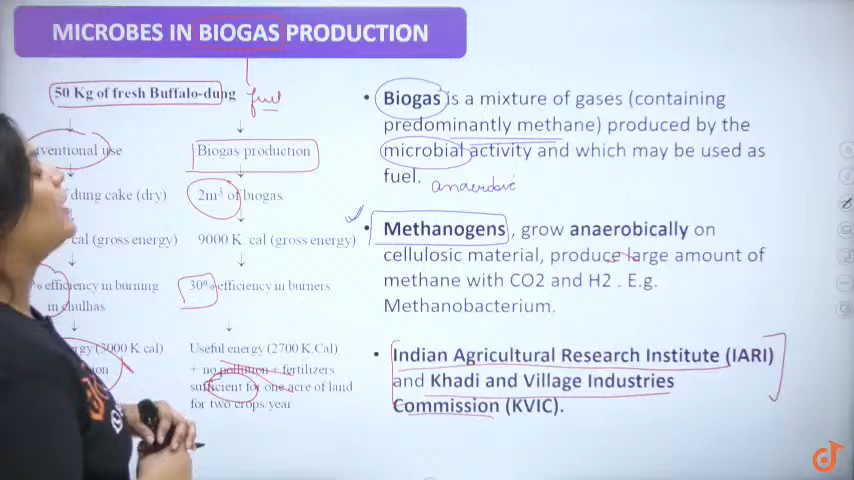 MICROBES IN BIOGAS PRODUCTION
50 Kg of fresh Buffalo-dung
fuel
use
Biogas production
dung cake (dry)
2m³ of biogas
cal (gross energy)
9000 K. cal (gross energy)
% efficiency in burning
in chulhas
30% efficiency in burners
(3000 K cal)
Useful energy (2700 K.Cal)
+ no pollution + fertilizers
sufficient for one acre of land
for two crops/year
• Biogas is a mixture of gases (containing
predominantly methane) produced by the
microbial activity and which may be used as
fuel. anaerobic
• Methanogens, grow anaerobically on
cellulosic material, produce large amount of
methane with CO2 and H2 . E.g.
Methanobacterium.
• Indian Agricultural Research Institute (IARI)
and Khadi and Village Industries
Commission (KVIC).